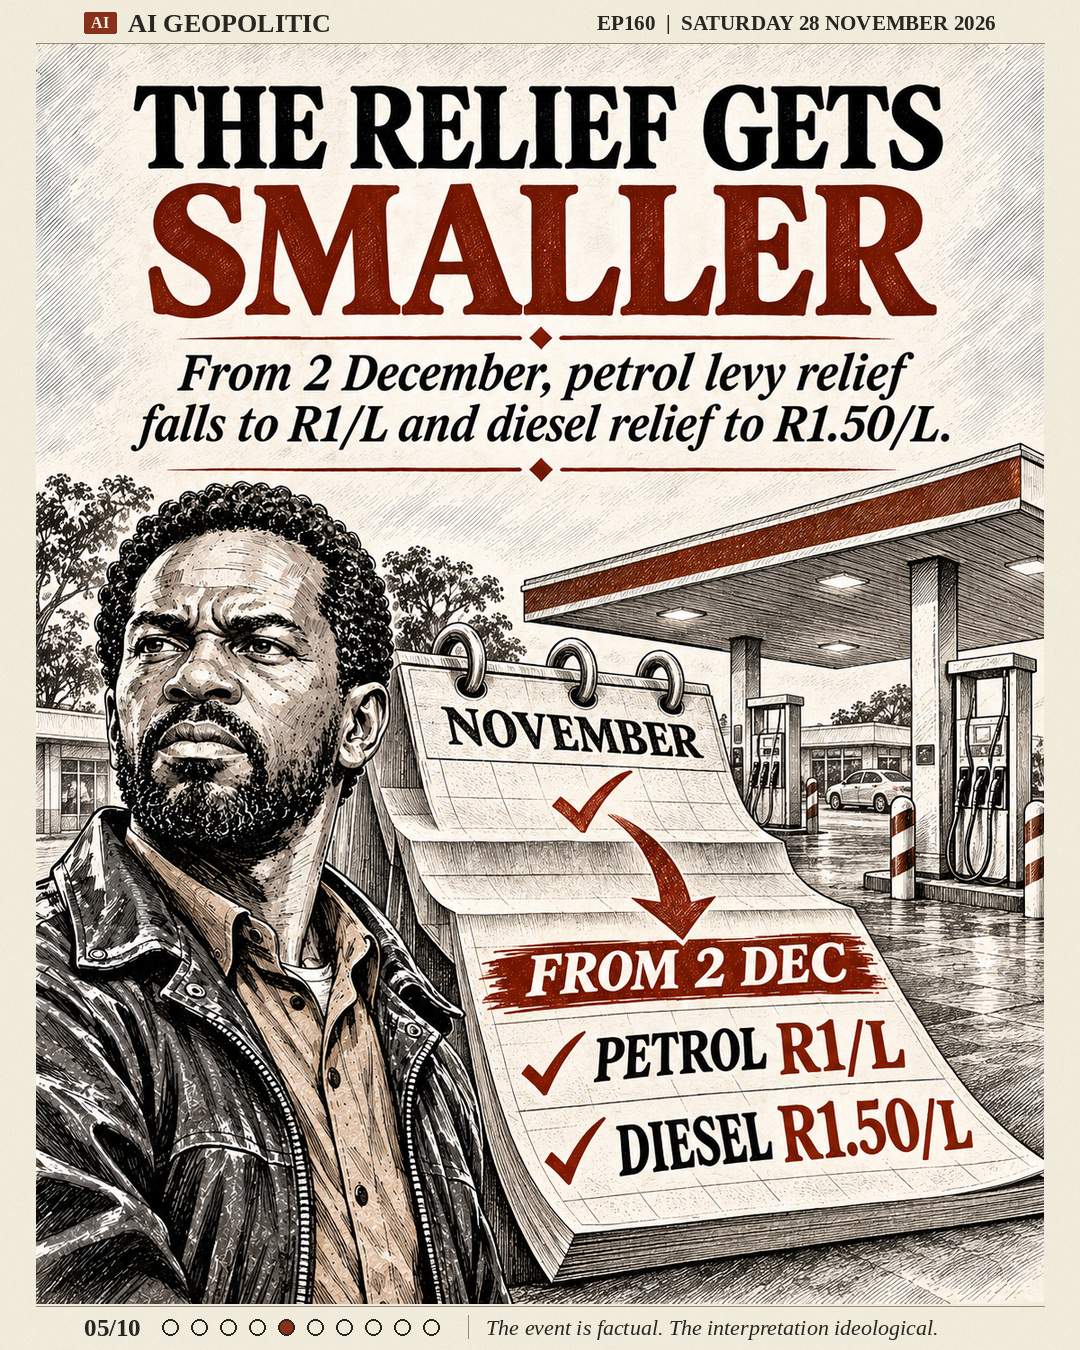 AI AI GEOPOLITIC
EP160 | SATURDAY 28 NOVEMBER 2026
THE RELIEF GETS
SMALLER
From 2 December, petrol levy relief
falls to R1/L and diesel relief to R1.50/L.
NOVEMBER
FROM 2 DEC
PETROL R1/L
DIESEL R1.50/L
05/10
The event is factual. The interpretation ideological.